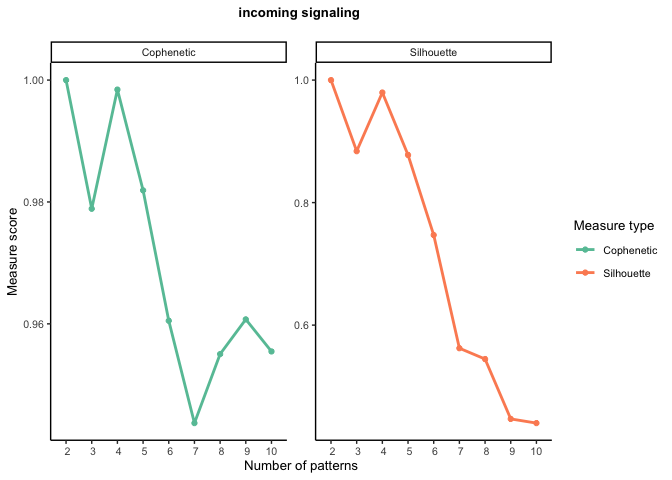 incoming signaling
Cophenetic
Silhouette
Measure score
1.00
0.98
0.96
1.0
0.8
0.6
2 3 4 5 6 7 8 9 10
2 3 4 5 6 7 8 9 10
Number of patterns
Measure type
Cophenetic
Silhouette